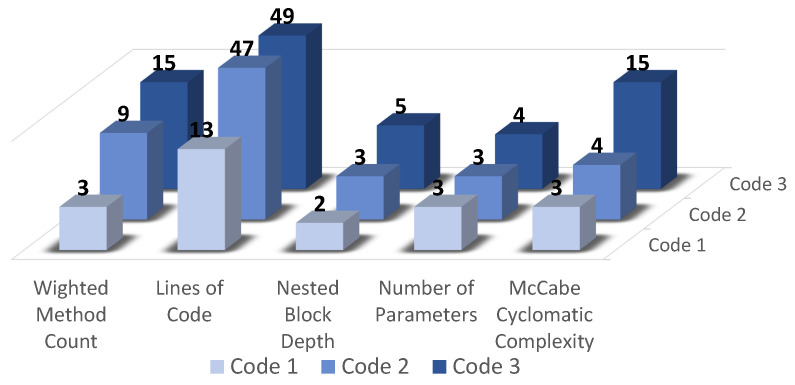 49
47
15
15
13
9
5
4
4
3
3
3
3
3
2
Code 3
Code 2
Code 1
Wighted Method Count
Lines of Code
Nested Block Depth
Number of Parameters
McCabe Cyclomatic Complexity
Code 1 Code 2 Code 3